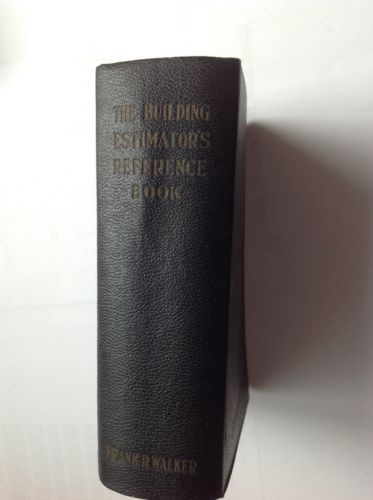 THE BUILDING
ESTIMATOR'S
REFERENCE
BOOK
FRANK R. WALKER